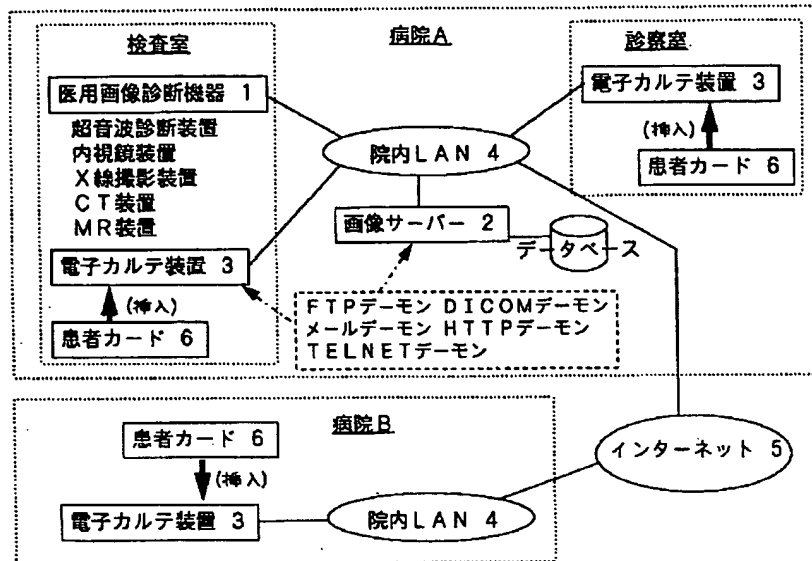 検査室
病院A
診察室
医用画像診断機器 1
超音波診断装置
内視鏡装置
X線撮影装置
CT装置
MR装置
電子カルテ装置 3
(挿入)
患者カード 6
院内LAN 4
画像サーバー 2
データベース
電子カルテ装置 3
(挿入)
患者カード 6
FTPデーモン DICOMデーモン
メールデーモン HTTPデーモン
TELNETデーモン
病院B
患者カード 6
(挿入)
電子カルテ装置 3
院内LAN 4
インターネット 5